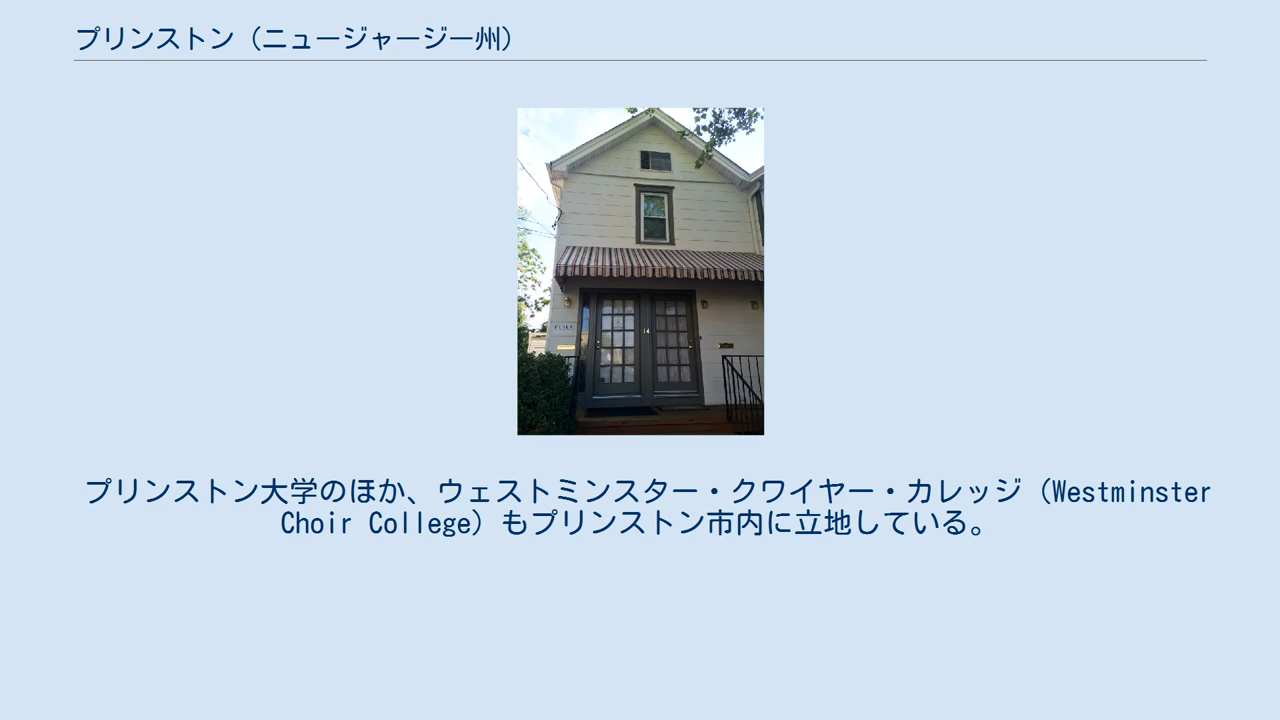 プリンストン（ニュージャージー州）
14
プリンストン大学のほか、ウェストミンスター・クワイヤー・カレッジ（Westminster
Choir College）もプリンストン市内に立地している。